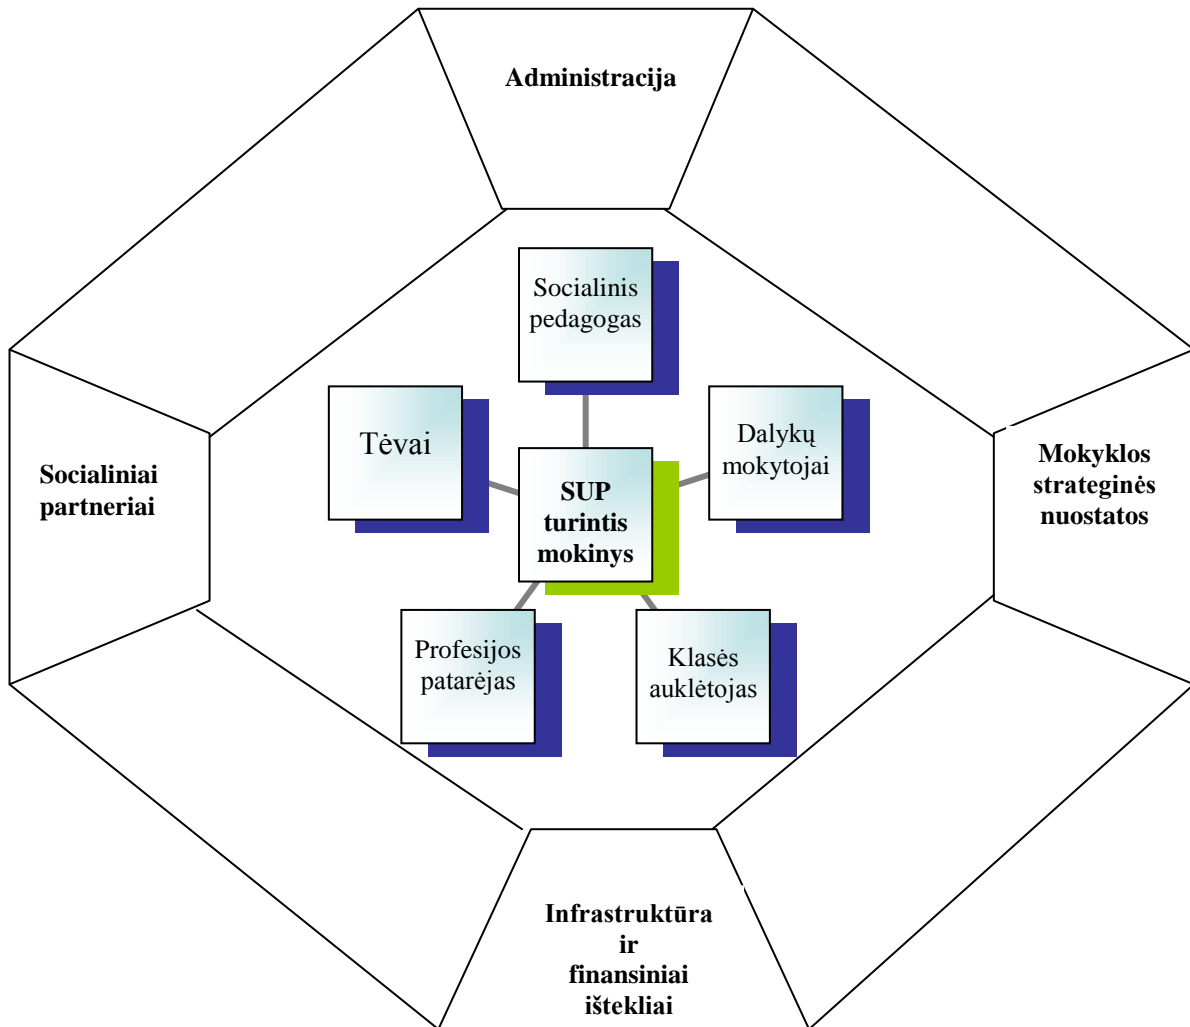 Administracija
Socialinis
pedagogas
Tėvai
Dalykų
mokytojai
Socialiniai
partneriai
SUP
turintis
mokinys
Mokyklos
strateginės
nuostatos
Profesijos
patarėjas
Klasės
auklėtojas
Infrastruktūra
ir
finansiniai
ištekliai